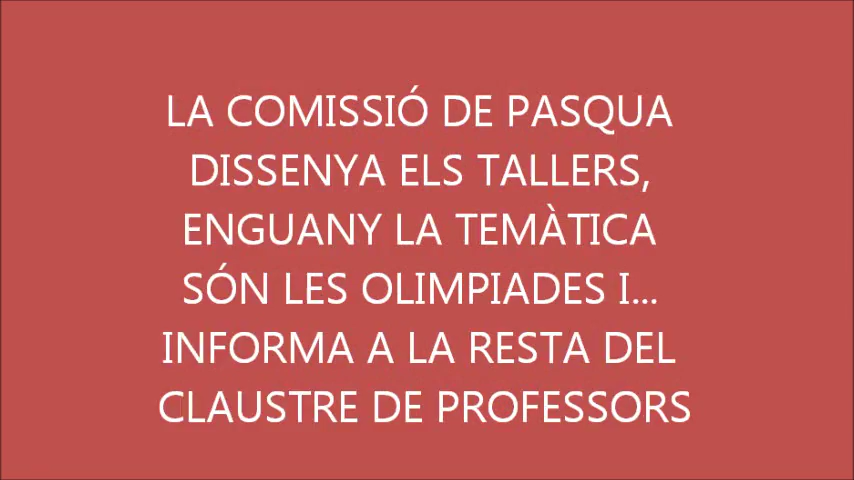 LA COMISSIÓ DE PASQUA
DISSENYA ELS TALLERS,
ENGUANY LA TEMÀTICA
SÓN LES OLIMPIADES I...
INFORMA A LA RESTA DEL
CLAUSTRE DE PROFESSORS